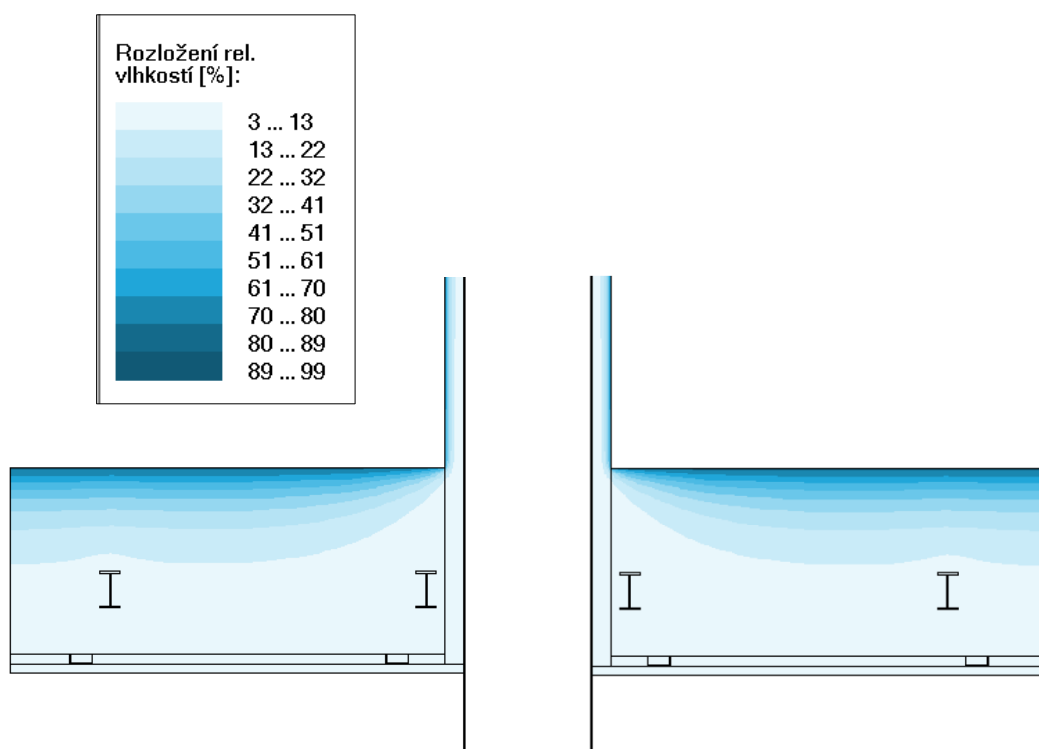 Rozložení rel.
vlhkostí [%]:
3 ... 13
13 ... 22
22 ... 32
32 ... 41
41 ... 51
51 ... 61
61 ... 70
70 ... 80
80 ... 89
89 ... 99